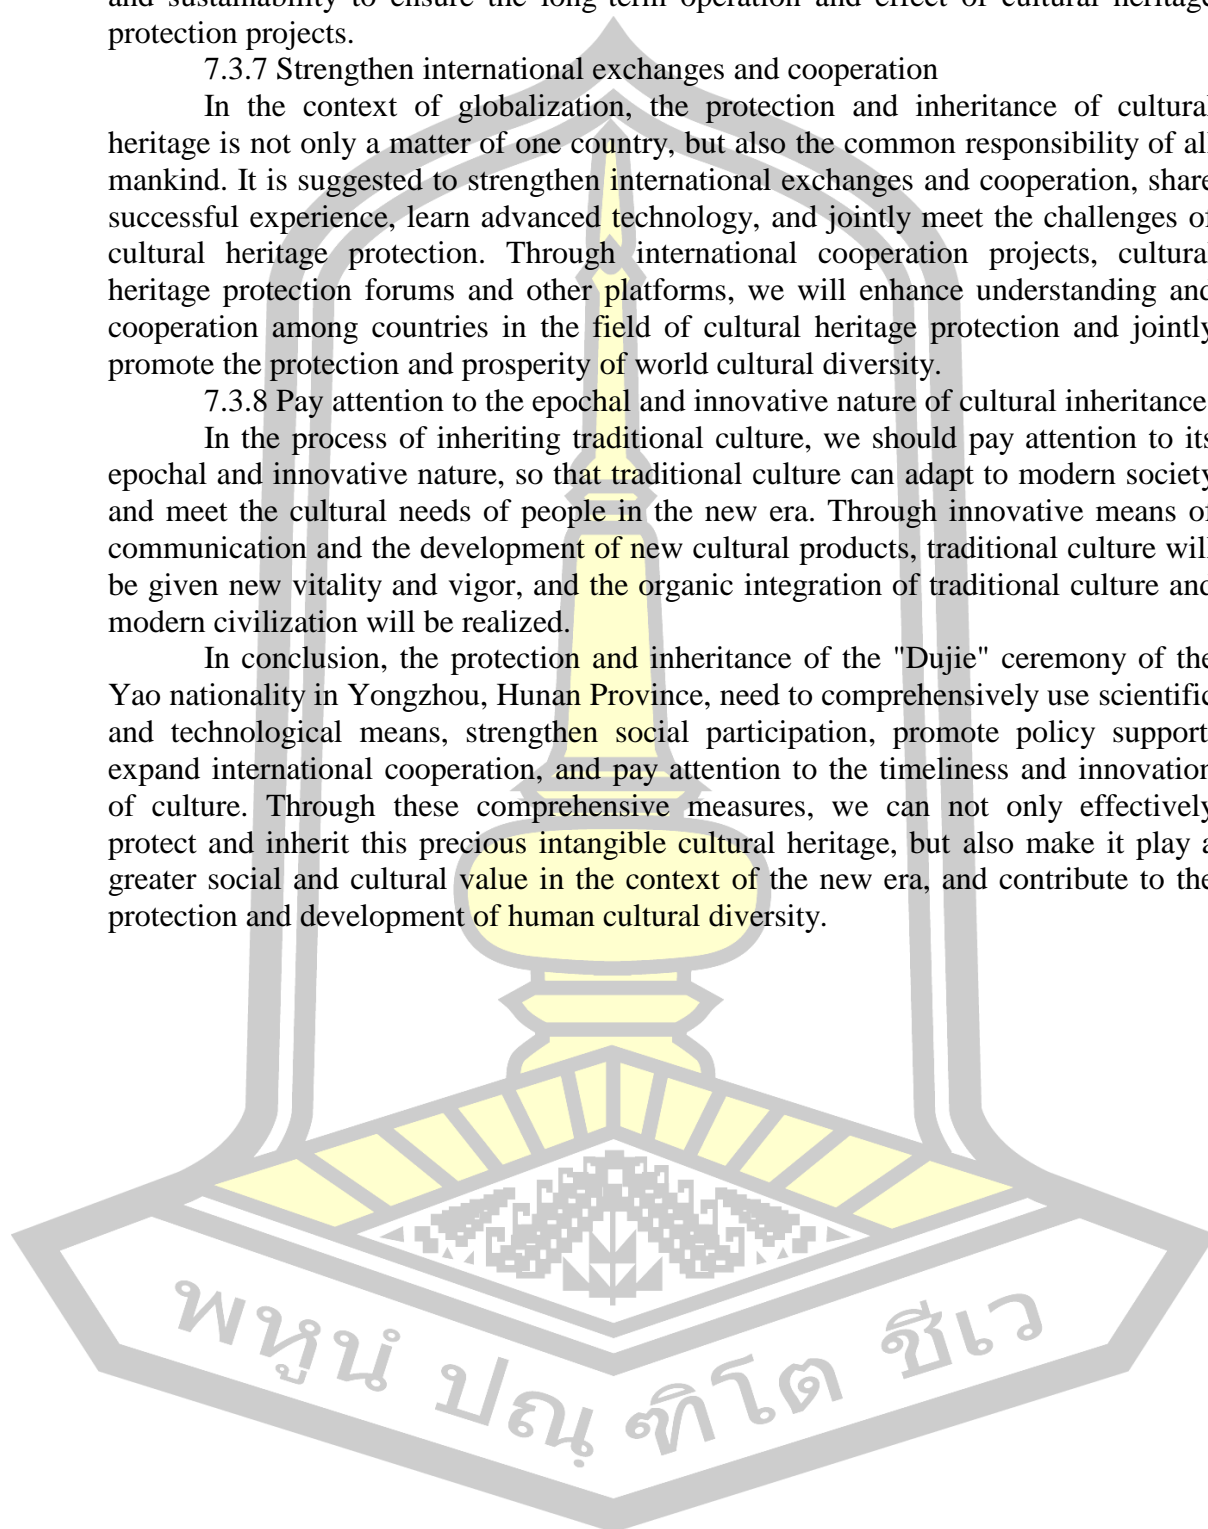 and sustainability to ensure the long-term operation and effect of cultural heritage
protection projects.
7.3.7 Strengthen international exchanges and cooperation
In the context of globalization, the protection and inheritance of cultural
heritage is not only a matter of one country, but also the common responsibility of all
mankind. It is suggested to strengthen international exchanges and cooperation, share
successful experience, learn advanced technology, and jointly meet the challenges of
cultural heritage protection. Through international cooperation projects, cultural
heritage protection forums and other platforms, we will enhance understanding and
cooperation among countries in the field of cultural heritage protection and jointly
promote the protection and prosperity of world cultural diversity.
7.3.8 Pay attention to the epochal and innovative nature of cultural inheritance
In the process of inheriting traditional culture, we should pay attention to its
epochal and innovative nature, so that traditional culture can adapt to modern society
and meet the cultural needs of people in the new era. Through innovative means of
communication and the development of new cultural products, traditional culture will
be given new vitality and vigor, and the organic integration of traditional culture and
modern civilization will be realized.
In conclusion, the protection and inheritance of the "Dujie" ceremony of the
Yao nationality in Yongzhou, Hunan Province, need to comprehensively use scientific
and technological means, strengthen social participation, promote policy support
expand international cooperation, and pay attention to the timeliness and innovation
of culture. Through these comprehensive measures, we can not only effectively
protect and inherit this precious intangible cultural heritage, but also make it play a
greater social and cultural value in the context of the new era, and contribute to the
protection and development of human cultural diversity.
พหูนํ ปณฺฑิโต ชีเว